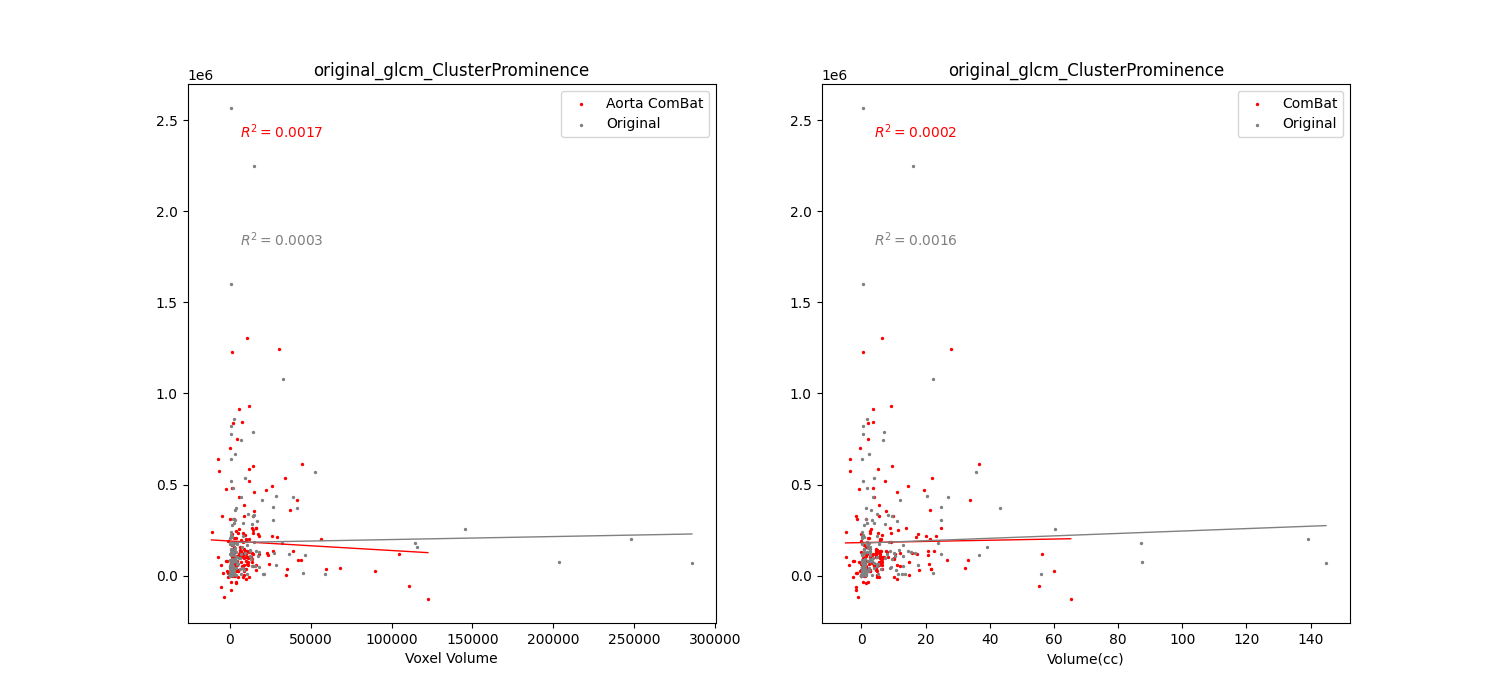 original_glcm_ClusterProminence
1e6
2.5
2.0
1.5
1.0
0.5
0.0
R² = 0.0017
R² = 0.0003
Aorta ComBat
Original
0
50000
100000
150000
200000
250000
300000
Voxel Volume
original_glcm_ClusterProminence
1e6
2.5
2.0
1.5
1.0
0.5
0.0
R² = 0.0002
R² = 0.0016
ComBat
Original
0
20
40
60
80
100
120
140
Volume(cc)